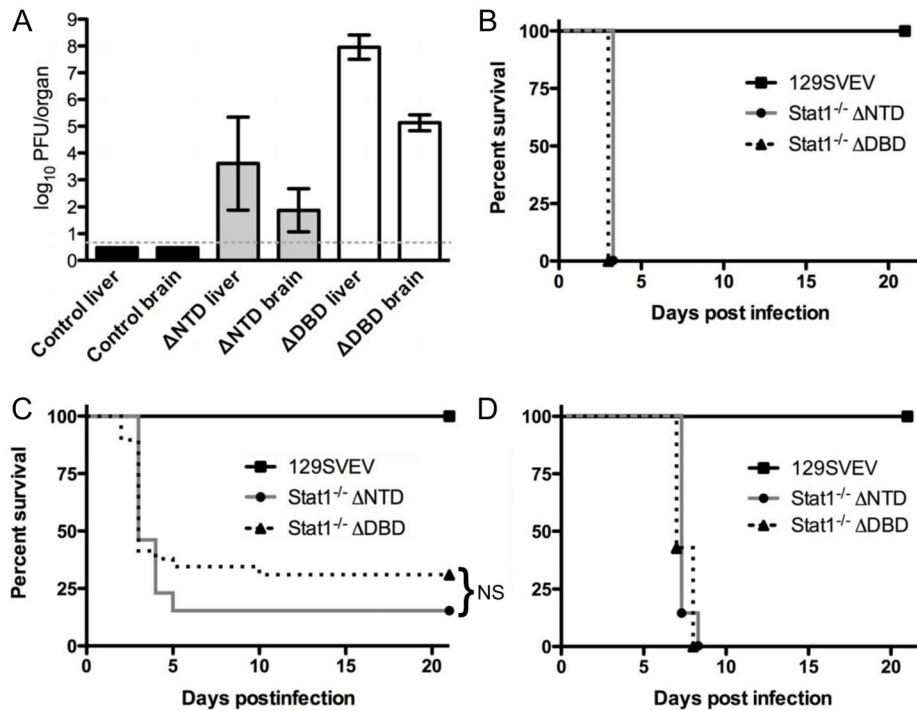 A
log10 PFU/organ
9
8
7
6
5
4
3
2
1
0
Control liver
Control brain
ΔNTD liver
ΔNTD brain
ΔDBD liver
ΔDBD brain
B
Percent survival
100
75
50
25
0
129SVEV
Stat1-/- ΔNTD
Stat1-/- ΔDBD
0 5 10 15 20
Days post infection
C
Percent survival
100
75
50
25
0
129SVEV
Stat1-/- ΔNTD
Stat1-/- ΔDBD
} NS
0 5 10 15 20
Days postinfection
D
100
75
50
25
0
129SVEV
Stat1-/- ΔNTD
Stat1-/- ΔDBD
0 5 10 15 20
Days post infection